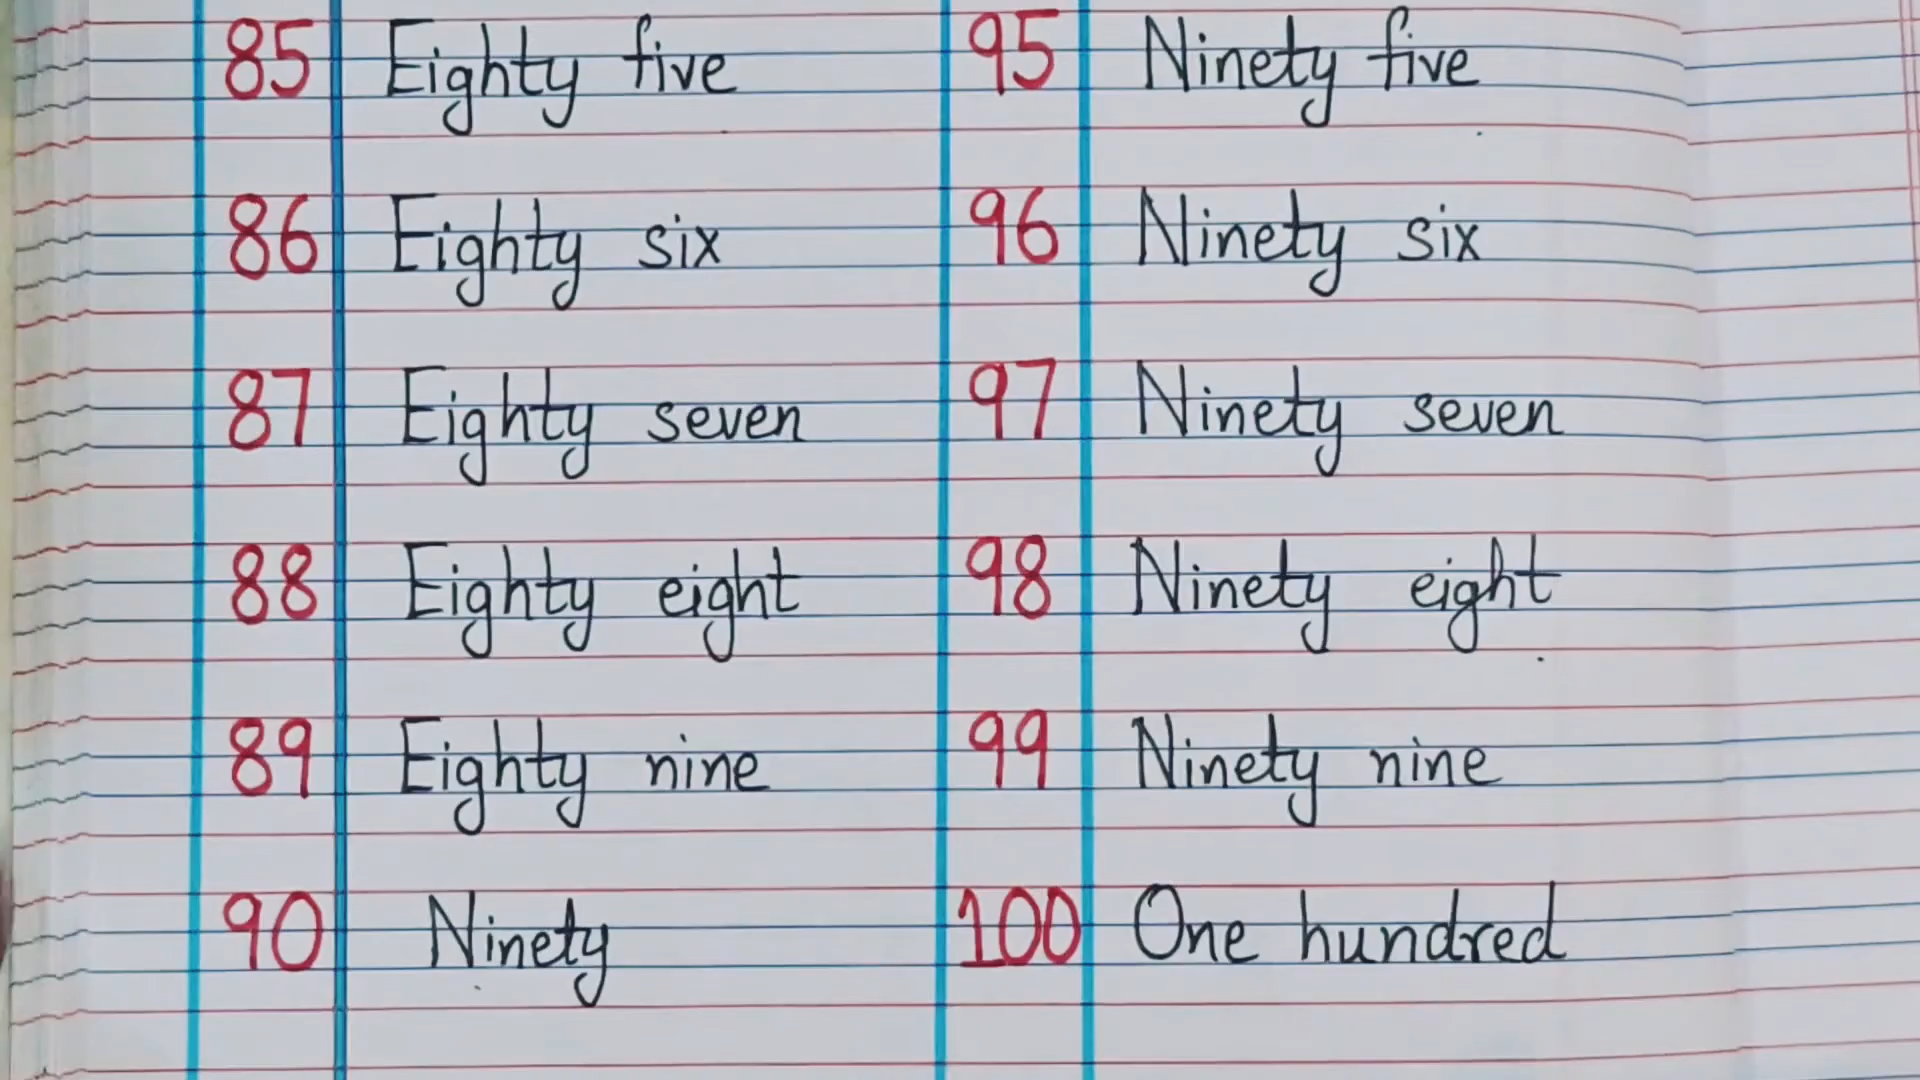 85 Eighty five 95 Ninety five
86 Eighty six 96 Ninety six
87 Eighty seven 97 Ninety seven
88 Eighty eight 98 Ninety eight
89 Eighty nine 99 Ninety nine
90 Ninety 100 One hundred